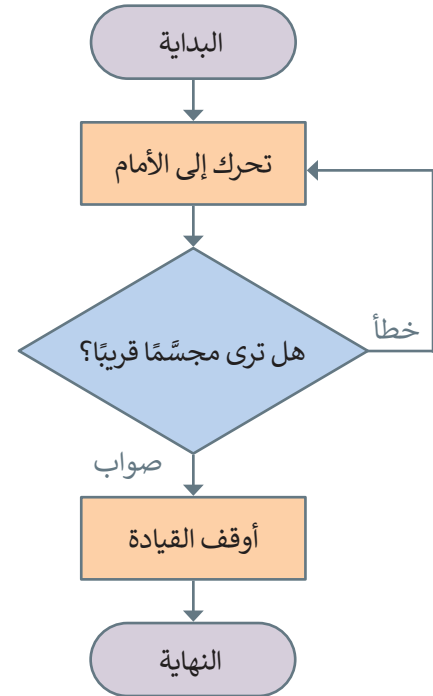 البداية
تحرك إلى الأمام
هل ترى مجسَّمًا قريبًا؟
خطأ
صواب
أوقف القيادة
النهاية